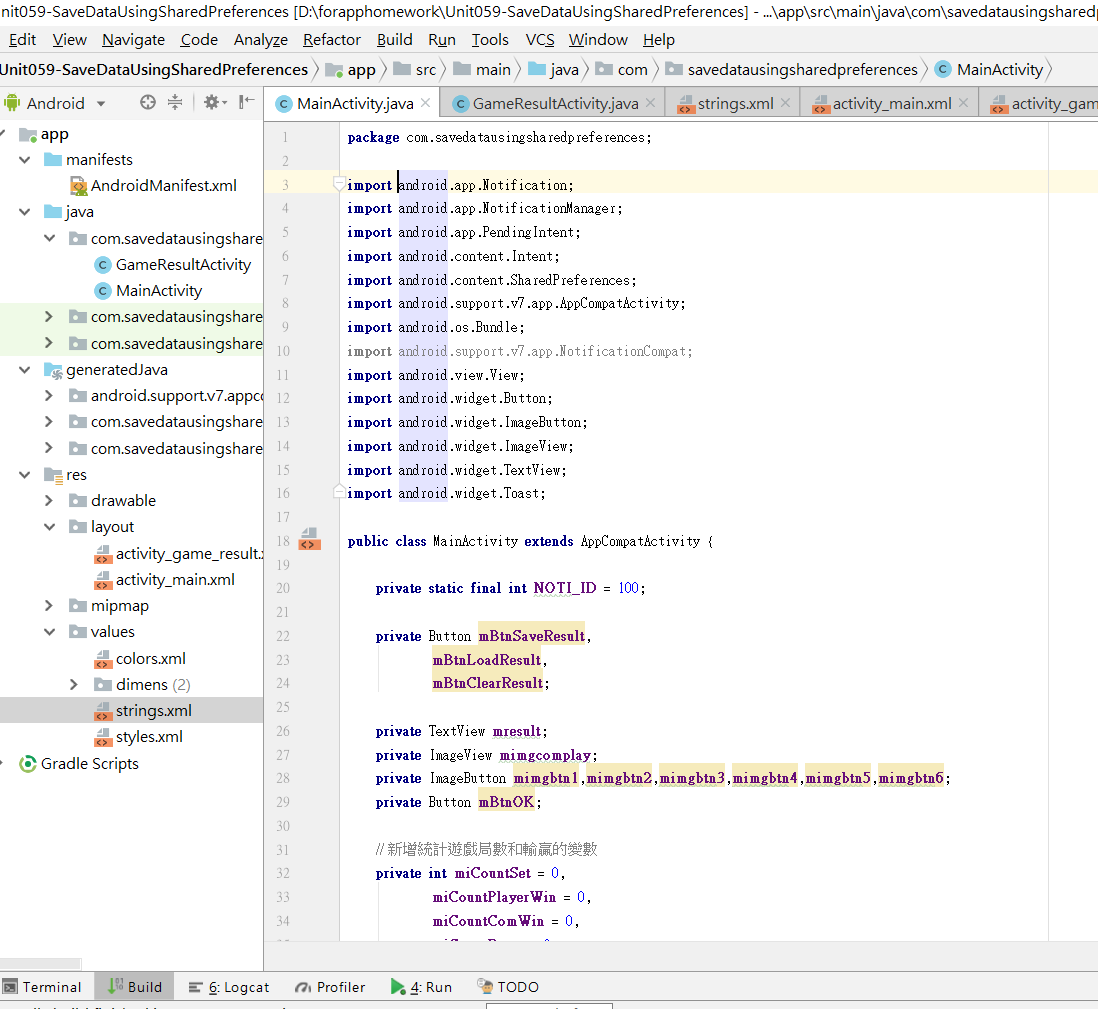 nit059-SaveDataUsingSharedPreferences [D:\forapphomework\Unit059-SaveDataUsingSharedPreferences] - ...\app\src\main\java\com\savedatausingsharedp
Edit View Navigate Code Analyze Refactor Build Run Tools VCS Window Help
Unit059-SaveDataUsingSharedPreferences app src main java com savedatausingsharedpreferences MainActivity
Android MainActivity.java GameResultActivity.java strings.xml activity_main.xml activity_gam
app
manifests
AndroidManifest.xml
java
com.savedatausingshare
GameResultActivity
MainActivity
com.savedatausingshare
com.savedatausingshare
generatedJava
android.support.v7.appco
com.savedatausingshare
com.savedatausingshare
res
drawable
layout
activity_game_result.x
activity_main.xml
mipmap
values
colors.xml
dimens (2)
strings.xml
styles.xml
Gradle Scripts
1 package com.savedatausingsharedpreferences;
2
3 import android.app.Notification;
4 import android.app.NotificationManager;
5 import android.app.PendingIntent;
6 import android.content.Intent;
7 import android.content.SharedPreferences;
8 import android.support.v7.app.AppCompatActivity;
9 import android.os.Bundle;
10 import android.support.v7.app.NotificationCompat;
11 import android.view.View;
12 import android.widget.Button;
13 import android.widget.ImageButton;
14 import android.widget.ImageView;
15 import android.widget.TextView;
16 import android.widget.Toast;
17
18 public class MainActivity extends AppCompatActivity {
19
20 private static final int NOTI_ID = 100;
21
22 private Button mBtnSaveResult,
23 mBtnLoadResult,
24 mBtnClearResult;
25
26 private TextView mresult;
27 private ImageView mimgcomplay;
28 private ImageButton mimgbtn1,mimgbtn2,mimgbtn3,mimgbtn4,mimgbtn5,mimgbtn6;
29 private Button mBtnOK;
30
31 //新增統計遊戲局數和輸贏的變數
32 private int miCountSet = 0,
33 miCountPlayerWin = 0,
34 miCountComWin = 0,
Terminal Build 6: Logcat Profiler 4: Run TODO